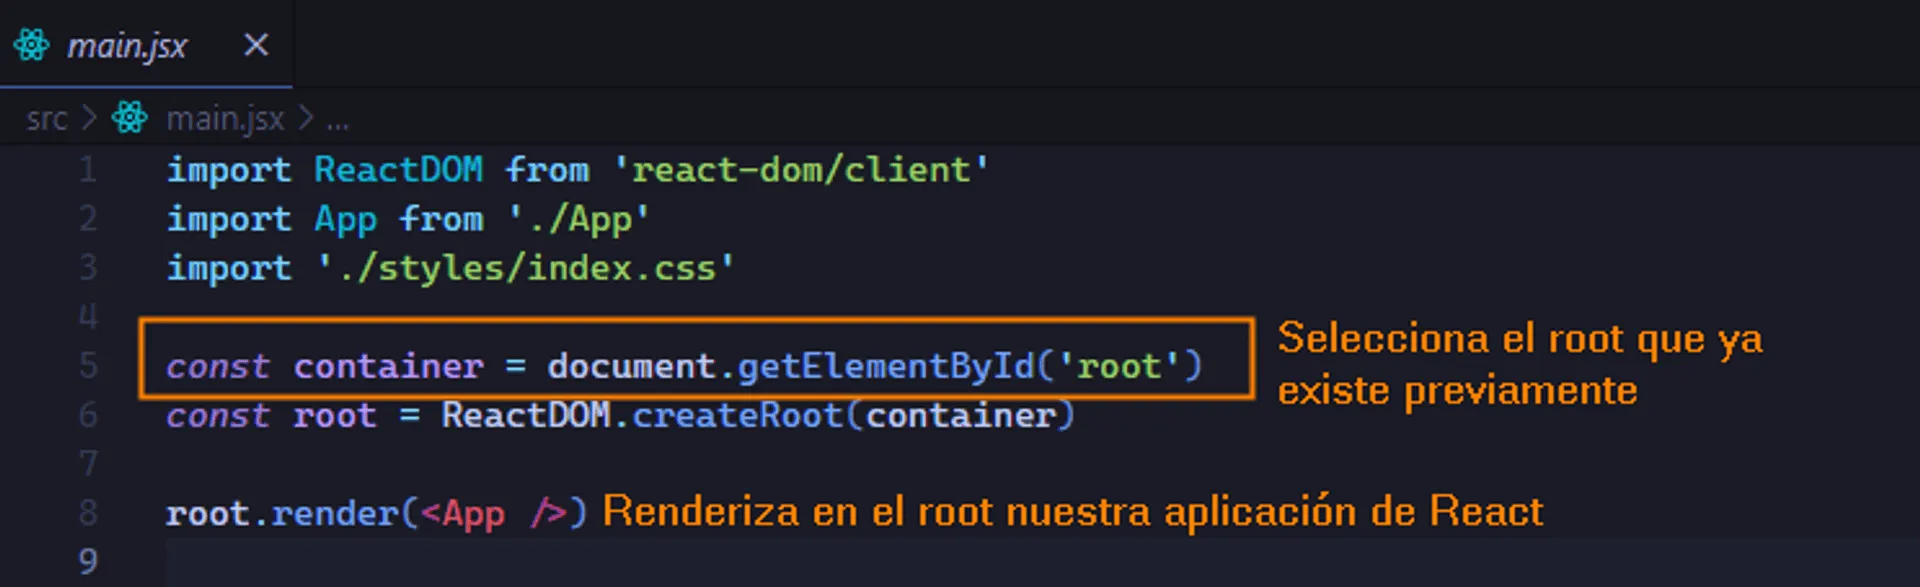 main.jsx
src > main.jsx > ...
1 import ReactDOM from 'react-dom/client'
2 import App from './App'
3 import './styles/index.css'
4
5 const container = document.getElementById('root')
Selecciona el root que ya
existe previamente
6 const root = ReactDOM.createRoot(container)
7
8 root.render(<App />) Renderiza en el root nuestra aplicación de React
9